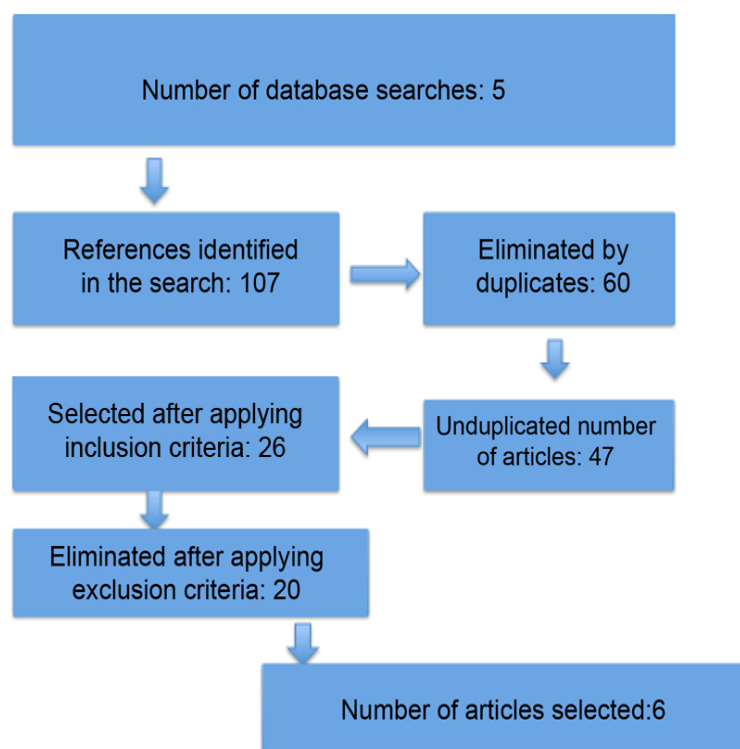 Number of database searches: 5
References identified
in the search: 107
Eliminated by
duplicates: 60
Unduplicated number
of articles: 47
Selected after applying
inclusion criteria: 26
Eliminated after applying
exclusion criteria: 20
Number of articles selected:6